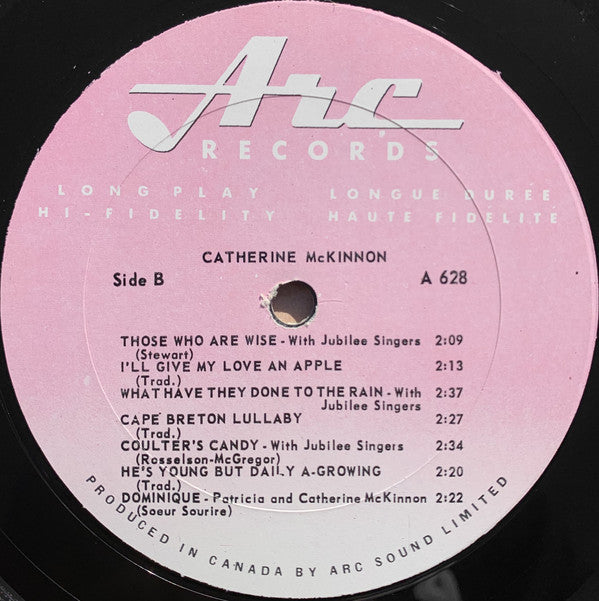 Arc
RECORDS
LONG PLAY LONGUE DURÉE
HI-FIDELITY HAUTE FIDELITÉ
CATHERINE McKINNON
Side B A 628
THOSE WHO ARE WISE - With Jubilee Singers 2:09
(Stewart)
I'LL GIVE MY LOVE AN APPLE 2:13
(Trad.)
WHAT HAVE THEY DONE TO THE RAIN - With 2:37
Jubilee Singers
CAPE BRETON LULLABY 2:27
(Trad.)
COULTER'S CANDY - With Jubilee Singers 2:34
(Rosselson-McGregor)
HE'S YOUNG BUT DAILY A-GROWING 2:20
(Trad.)
DOMINIQUE - Patricia and Catherine McKinnon 2:22
(Soeur Sourire)
PRODUCED IN CANADA BY ARC SOUND LIMITED